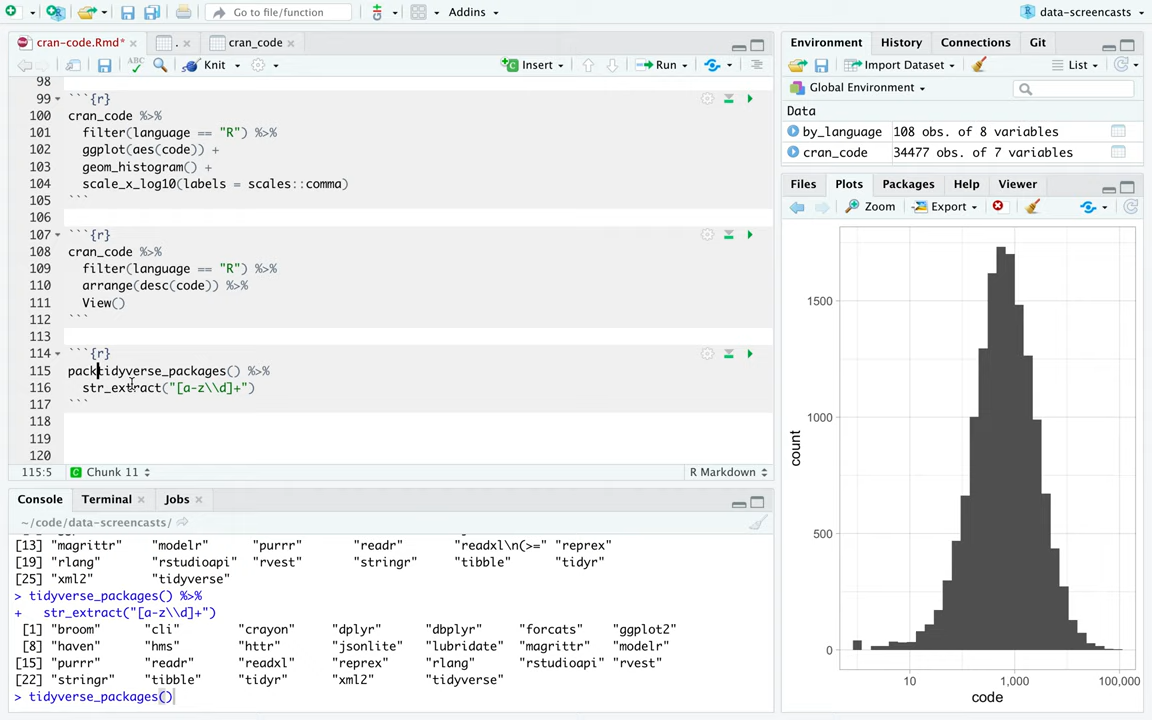 Go to file/function
Addins
data-screencasts
cran-code.Rmd*
.
cran_code
ABC
Knit
Insert
Run
98
99 ```{r}
100 cran_code %>%
101   filter(language == "R") %>%
102   ggplot(aes(code)) +
103   geom_histogram() +
104   scale_x_log10(labels = scales::comma)
105 ```
106
107 ```{r}
108 cran_code %>%
109   filter(language == "R") %>%
110   arrange(desc(code)) %>%
111   View()
112 ```
113
114 ```{r}
115 packtidyverse_packages() %>%
116   str_extract("[a-z\\d]+")
117 ```
118
119
120
115:5 Chunk 11 R Markdown
Console Terminal Jobs
~/code/data-screencasts/
[13] "magrittr" "modelr" "purrr" "readr" "readxl\n(>=" "reprex"
[19] "rlang" "rstudioapi" "rvest" "stringr" "tibble" "tidyr"
[25] "xml2" "tidyverse"
> tidyverse_packages() %>%
+   str_extract("[a-z\\d]+")
[1] "broom" "cli" "crayon" "dplyr" "dbplyr" "forcats" "ggplot2"
[8] "haven" "hms" "httr" "jsonlite" "lubridate" "magrittr" "modelr"
[15] "purrr" "readr" "readxl" "reprex" "rlang" "rstudioapi" "rvest"
[22] "stringr" "tibble" "tidyr" "xml2" "tidyverse"
> tidyverse_packages()
Environment History Connections Git
Import Dataset List
Global Environment
Data
by_language 108 obs. of 8 variables
cran_code 34477 obs. of 7 variables
Files Plots Packages Help Viewer
Zoom Export
1500
1000
500
0
count
10 1,000 100,000
code